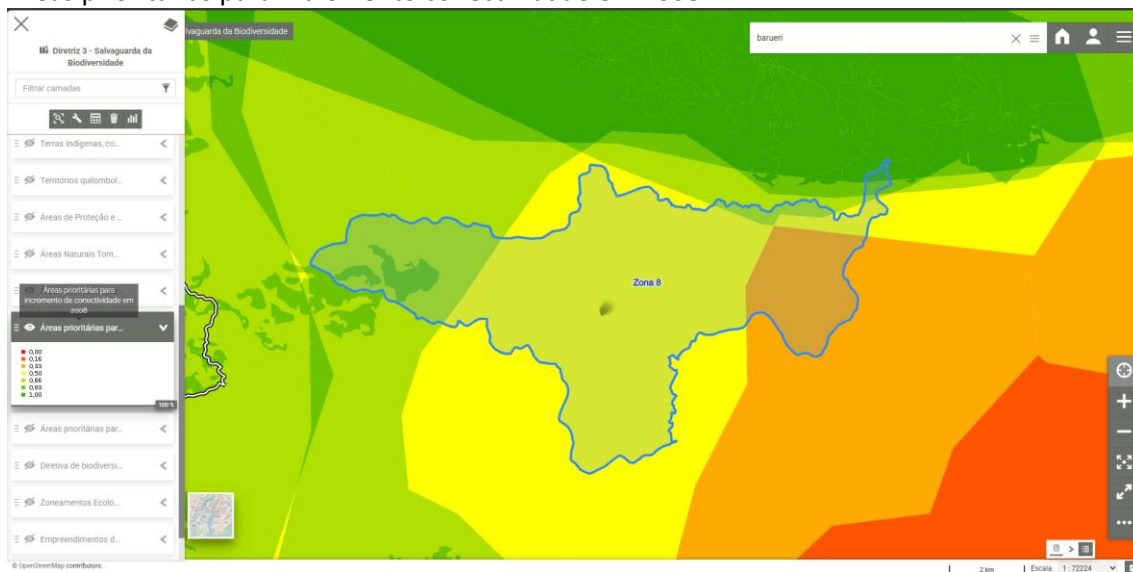 lvaguarda da Biodiversidade
barueri
Diretriz 3 - Salvaguarda da
Biodiversidade
Filtrar camadas
Terras Indígenas, co...
Territórios quilombol...
Áreas de Proteção e ...
Áreas Naturais Tom...
Áreas prioritárias para
incremento de conectividade em
2008
Áreas prioritárias par...
0,00
0,16
0,33
0,50
0,66
0,83
1,00
100 %
Áreas prioritárias par...
Diretiva de biodiversi...
Zoneamentos Ecoló...
Empreendimentos d...
Zona 8
© OpenStreetMap contributors.
2 km
Escala 1 : 72224